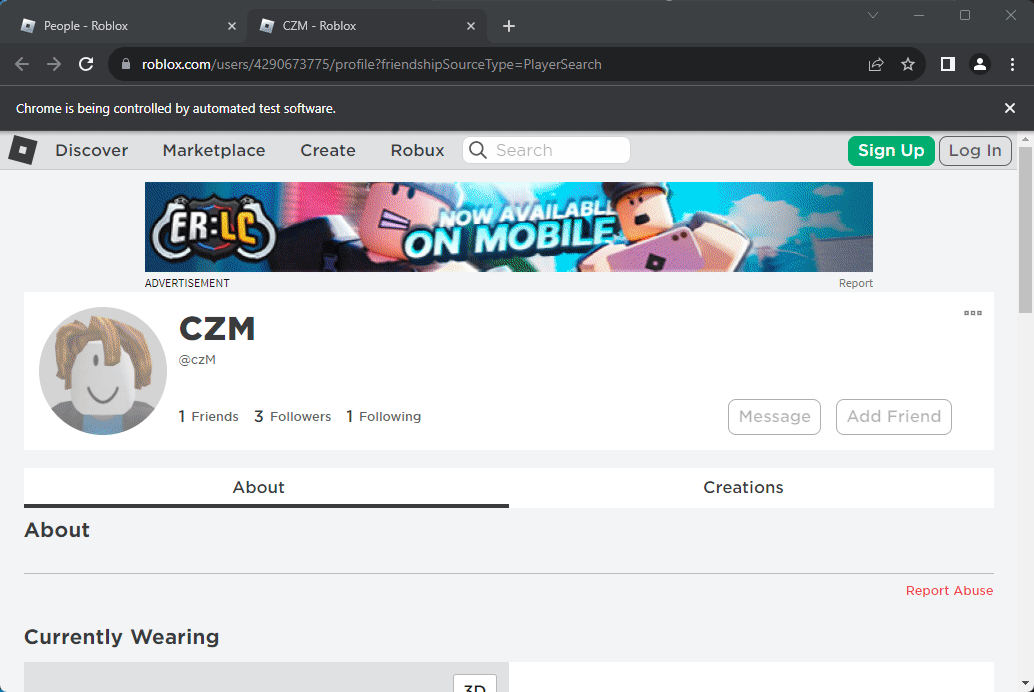 People - Roblox
CZM - Roblox
roblox.com/users/4290673775/profile?friendshipSourceType=PlayerSearch
Chrome is being controlled by automated test software.
Discover Marketplace Create Robux Search Sign Up Log In
ER:LC
NOW AVAILABL
ON MOBILE
ADVERTISEMENT Report
CZM
@czM
1 Friends 3 Followers 1 Following
Message Add Friend
About Creations
About
Report Abuse
Currently Wearing
3D